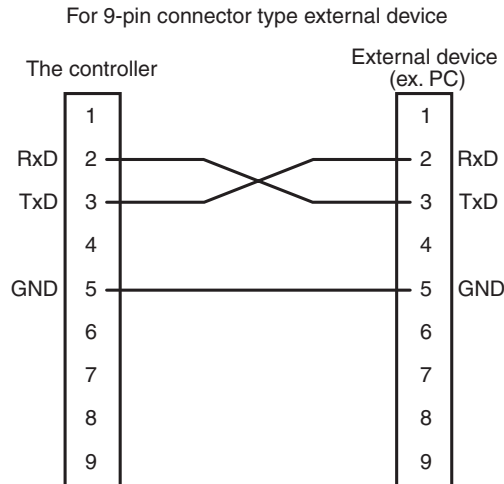 For 9-pin connector type external device
The controller
External device
(ex. PC)
1 1
RxD 2 2 RxD
TxD 3 3 TxD
4 4
GND 5 5 GND
6 6
7 7
8 8
9 9